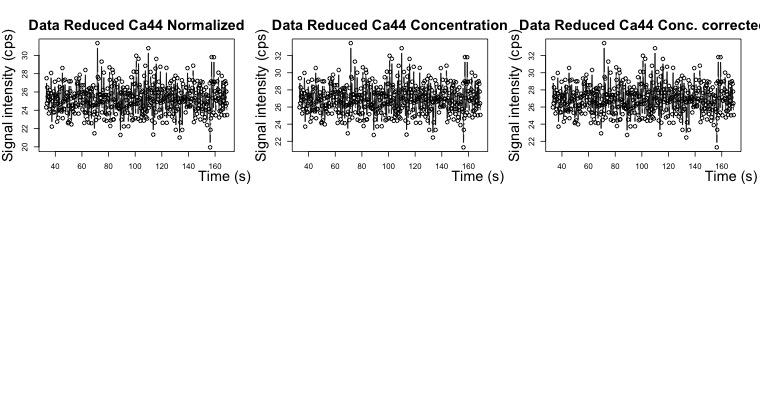 Data Reduced Ca44 Normalized
Signal intensity (cps)
30
28
26
24
22
20
40 60 80 100 120 140 160
Time (s)
Data Reduced Ca44 Concentration
Signal intensity (cps)
32
30
28
26
24
22
40 60 80 100 120 140 160
Time (s)
Data Reduced Ca44 Conc. correcte
Signal intensity (cps)
32
30
28
26
24
22
40 60 80 100 120 140 160
Time (s)